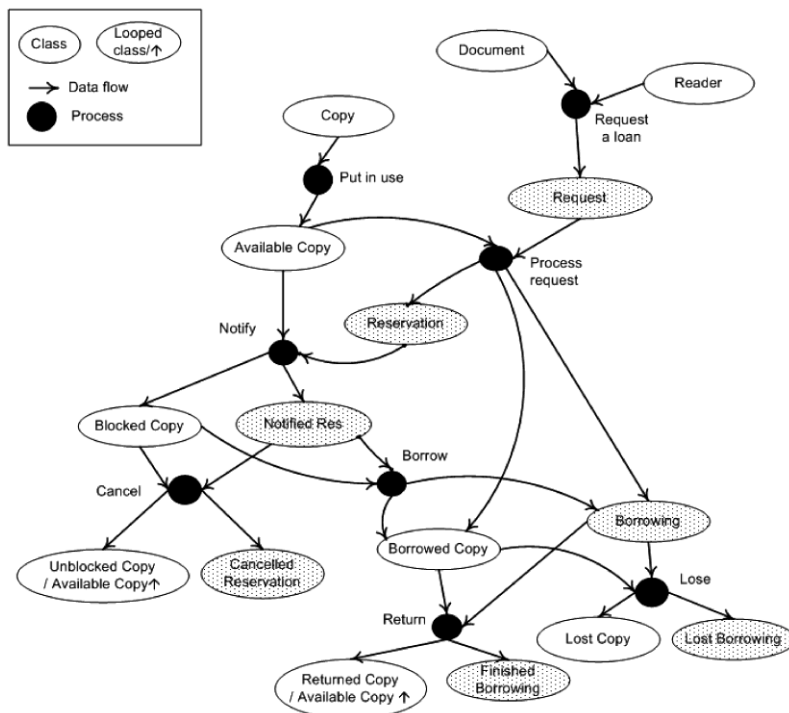 Class
Looped
class/↑
Data flow
Process
Document
Reader
Copy
Request
a loan
Put in use
Request
Available Copy
Process
request
Reservation
Notify
Blocked Copy
Notified Res
Borrow
Cancel
Borrowing
Borrowed Copy
Unblocked Copy
/ Available Copy↑
Cancelled
Reservation
Lose
Return
Lost Copy
Lost Borrowing
Returned Copy
/ Available Copy ↑
Finished
Borrowing